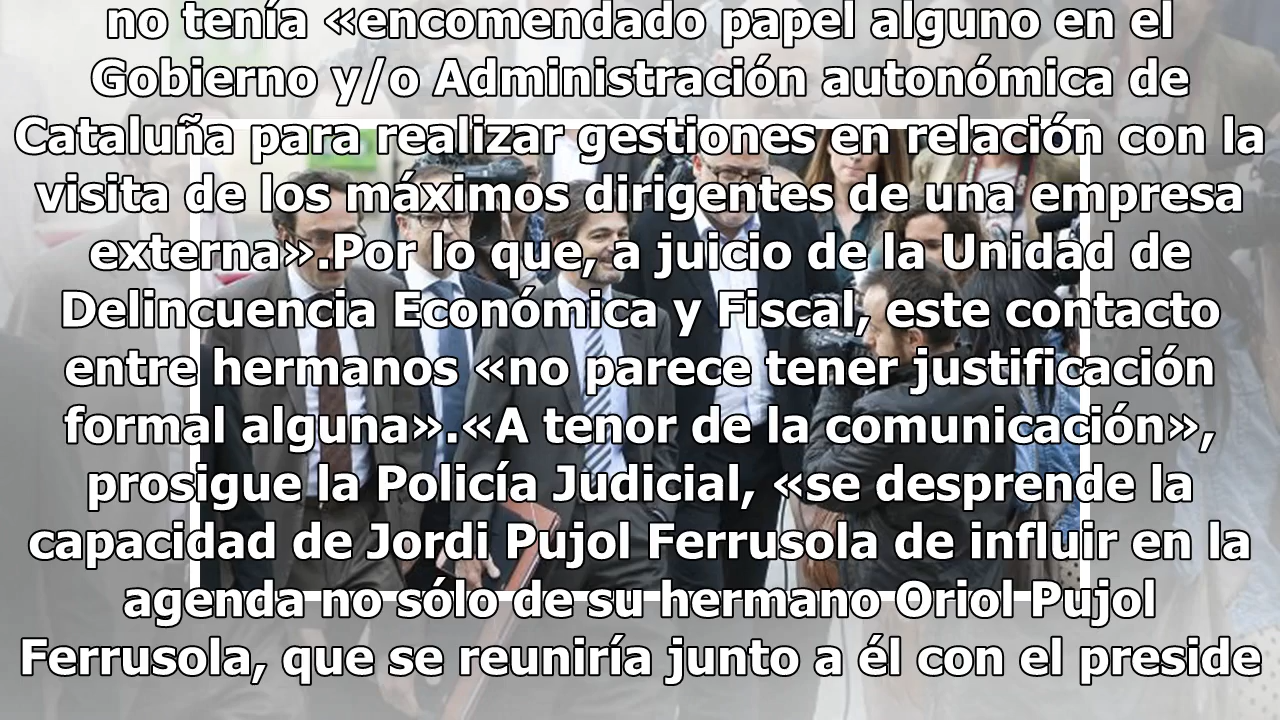 no tenía «encomendado papel alguno en el
Gobierno y/o Administración autonómica de
Cataluña para realizar gestiones en relación con la
visita de los máximos dirigentes de una empresa
externa».Por lo que, a juicio de la Unidad de
Delincuencia Económica y Fiscal, este contacto
entre hermanos «no parece tener justificación
formal alguna».«A tenor de la comunicación»,
prosigue la Policía Judicial, «se desprende la
capacidad de Jordi Pujol Ferrusola de influir en la
agenda no sólo de su hermano Oriol Pujol
Ferrusola, que se reuniría junto a él con el preside